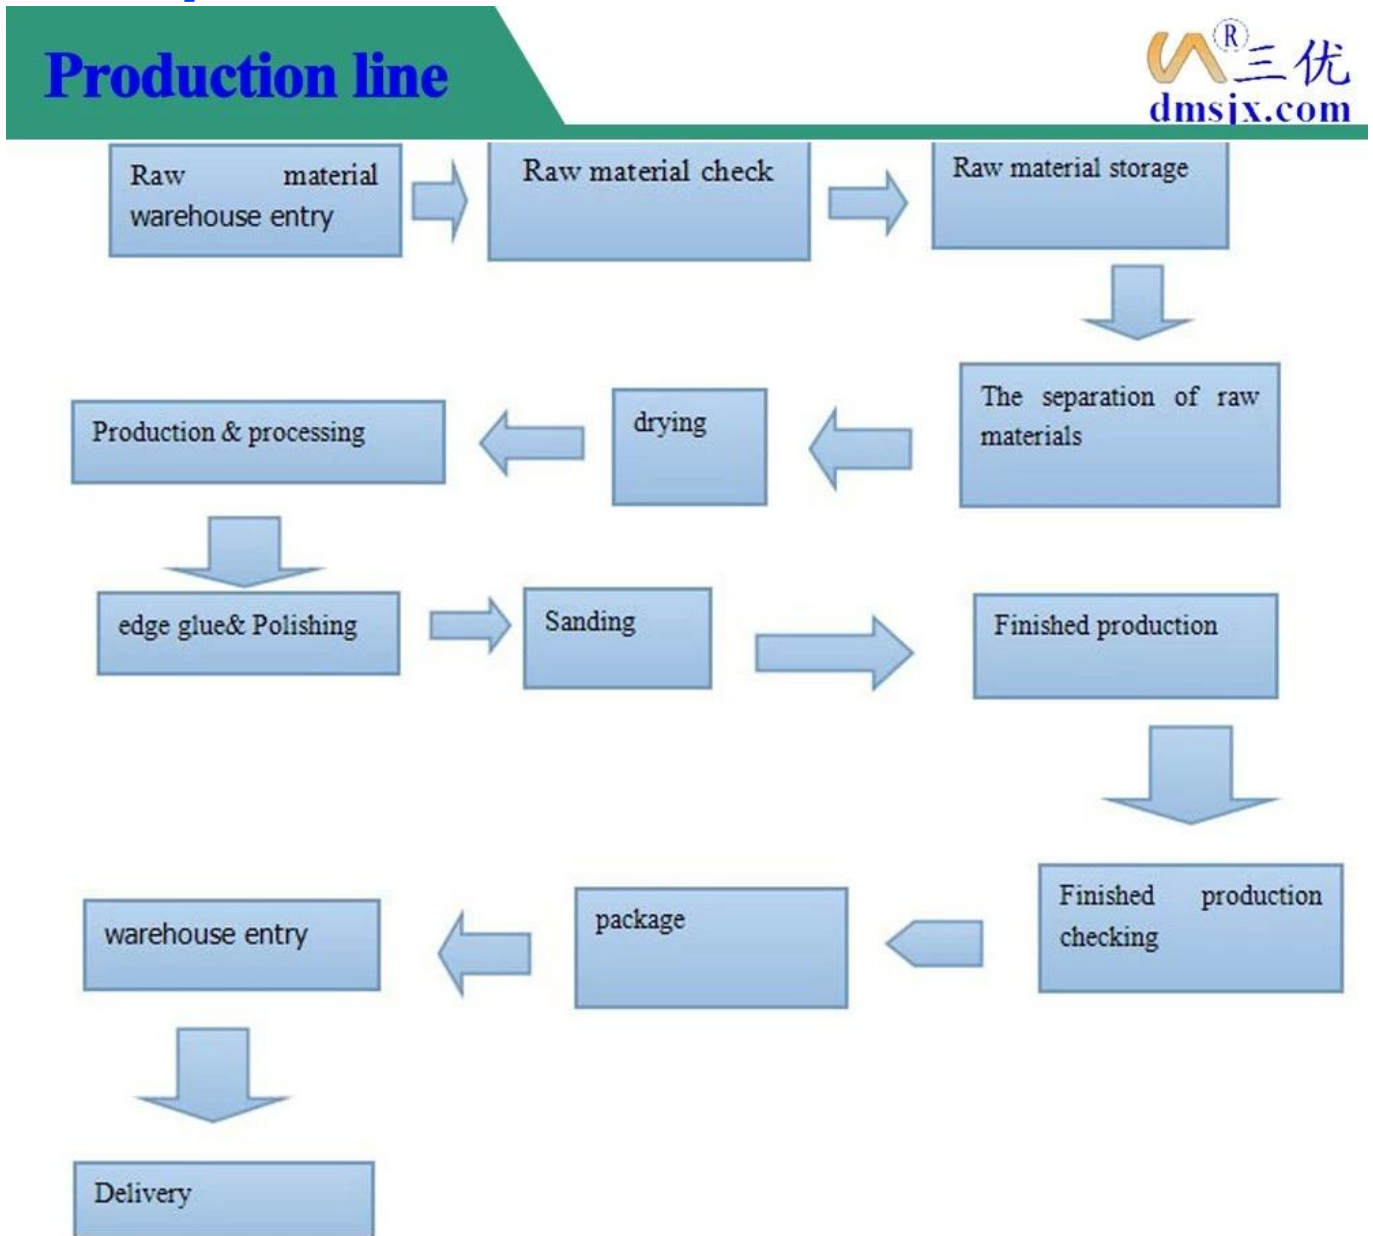 Production line
R
三优
dmsjx.com
Raw material
warehouse entry
Raw material check
Raw material storage
The separation of raw
materials
drying
Production & processing
edge glue& Polishing
Sanding
Finished production
Finished production
checking
package
warehouse entry
Delivery